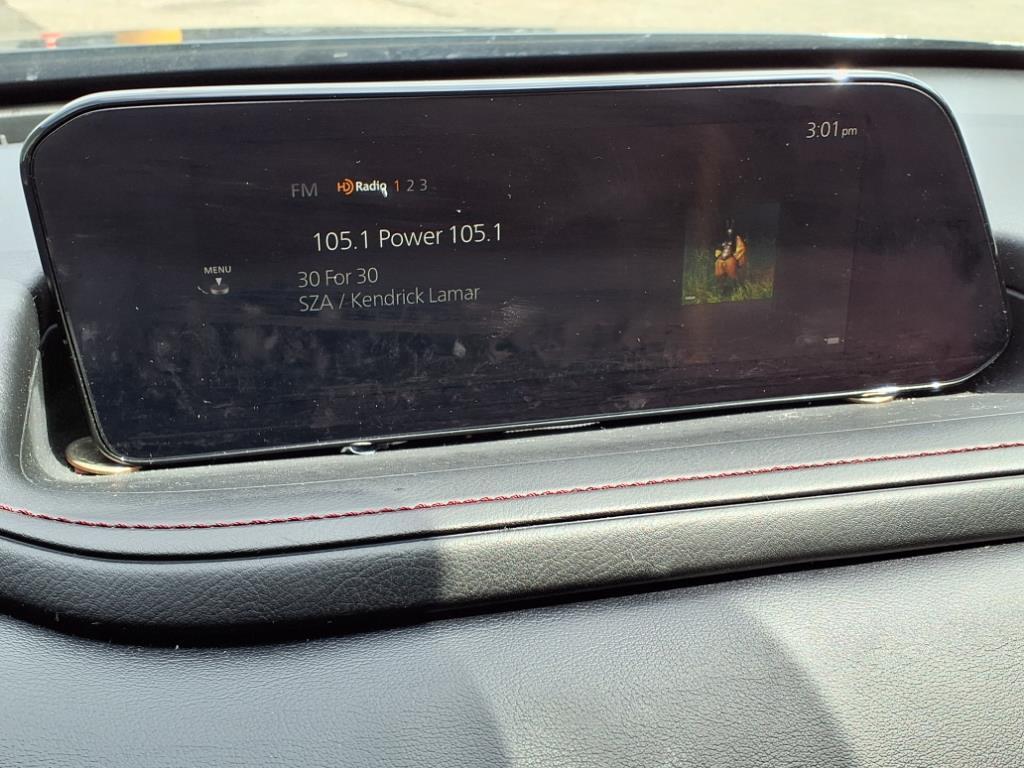 3:01 pm
FM HD Radio 1 2 3
105.1 Power 105.1
MENU
30 For 30
SZA / Kendrick Lamar